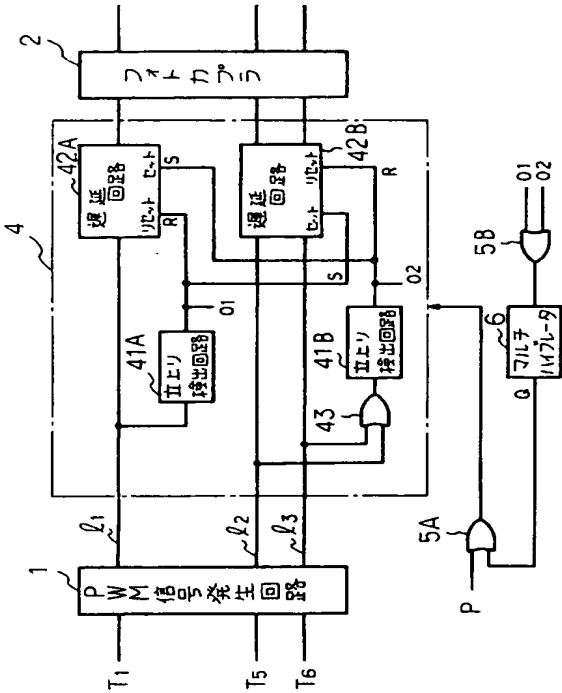 4
2
1
PWM信号発生回路
フォトカプラ
T1
T5
T6
ℓ1
ℓ2
ℓ3
42A
遅延回路
リセット
セット
R
S
41A
立上り検出回路
01
42B
遅延回路
セット
リセット
S
R
41B
立上り検出回路
02
43
5A
P
Q
6
マルチバイブレータ
5B
01
02